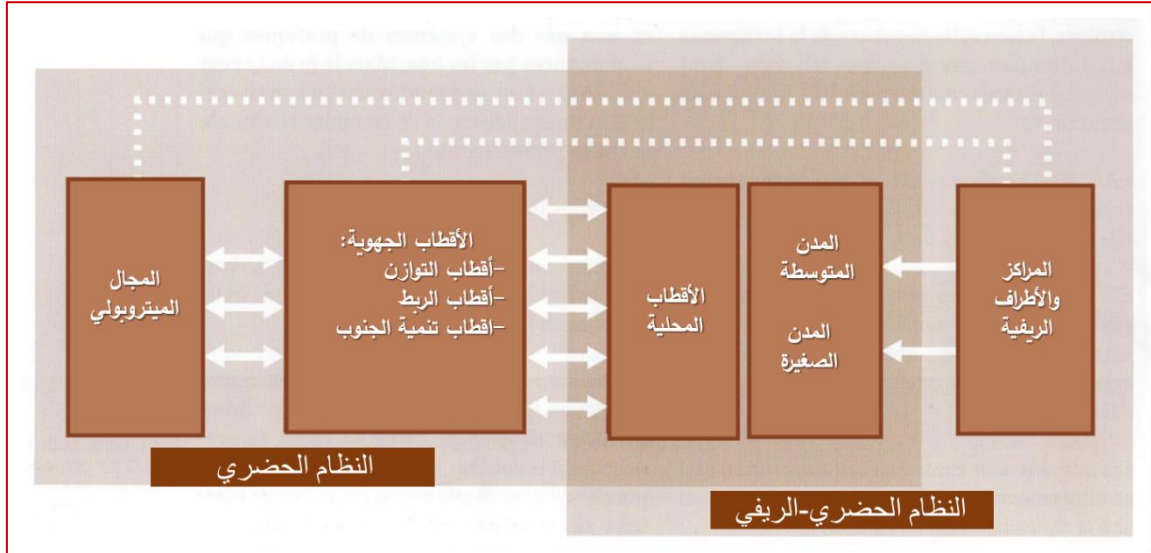 المراكز
والأطراف
الريفية
المدن
المتوسطة
المدن
الصغيرة
الأقطاب
المحلية
الأقطاب الجهوية:
-أقطاب التوازن
-أقطاب الربط
-اقطاب تنمية الجنوب
المجال
الميتروبولي
النظام الحضري
النظام الحضري-الريفي